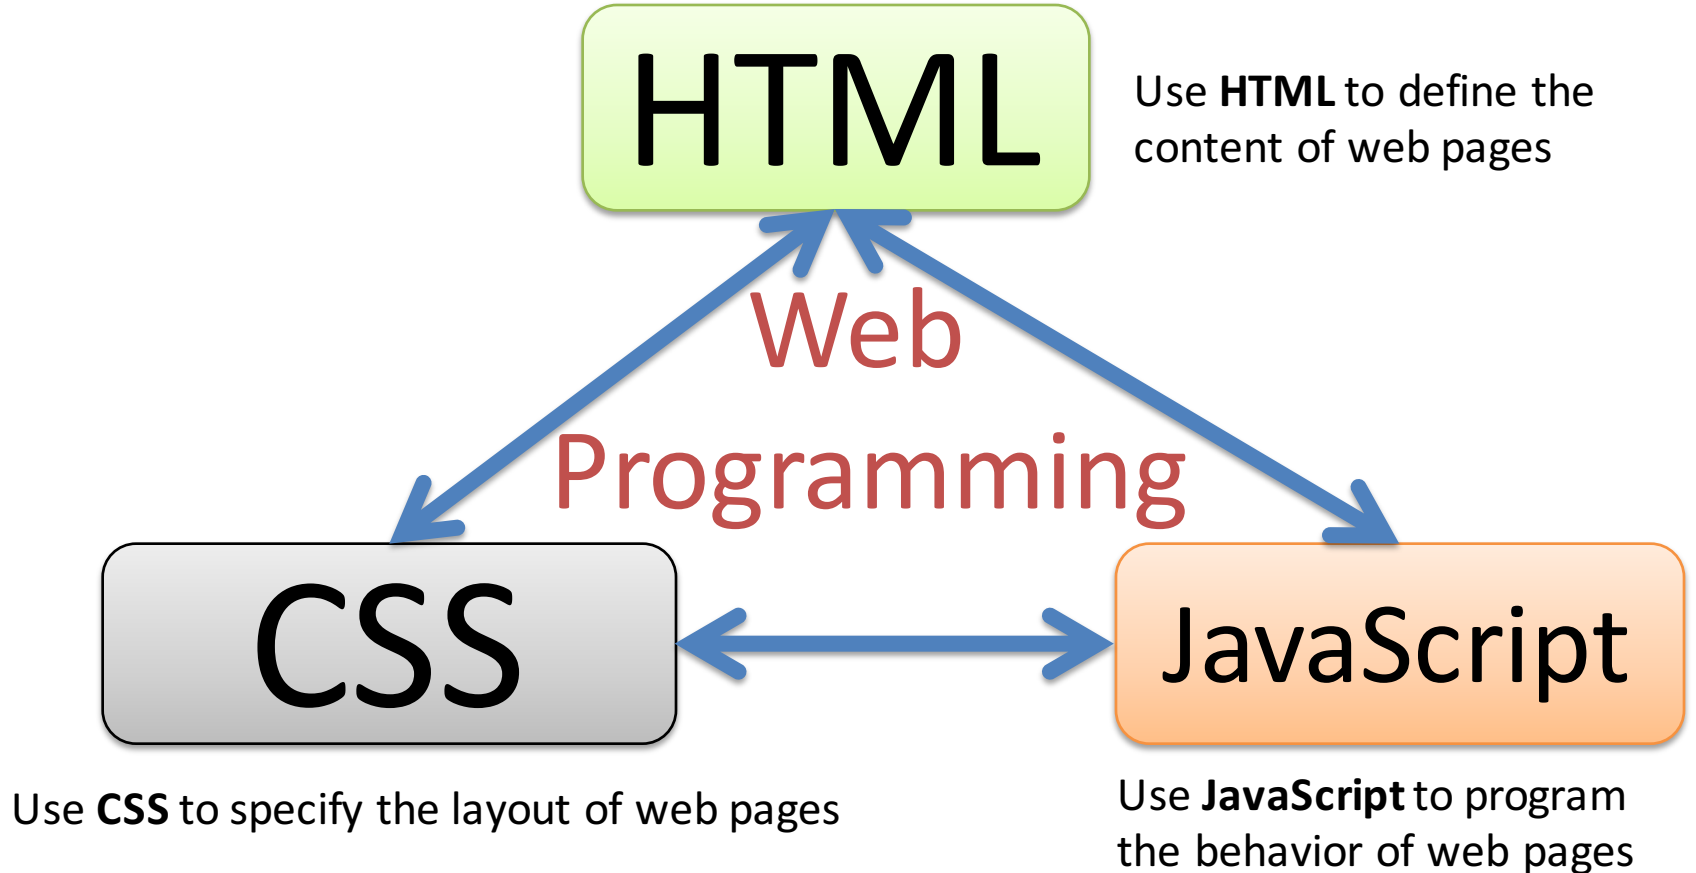 HTML
Use HTML to define the
content of web pages
Web
Programming
CSS
JavaScript
Use CSS to specify the layout of web pages
Use JavaScript to program
the behavior of web pages